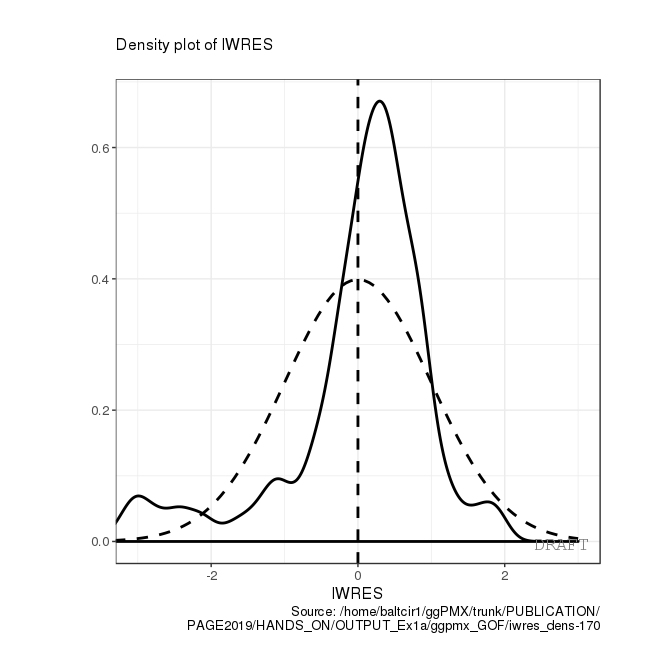 Density plot of IWRES
0.6
0.4
0.2
0.0
DRAFT
-2 0 2
IWRES
Source: /home/baltcir1/ggPMX/trunk/PUBLICATION/
PAGE2019/HANDS_ON/OUTPUT_Ex1a/ggpmx_GOF/iwres_dens-170